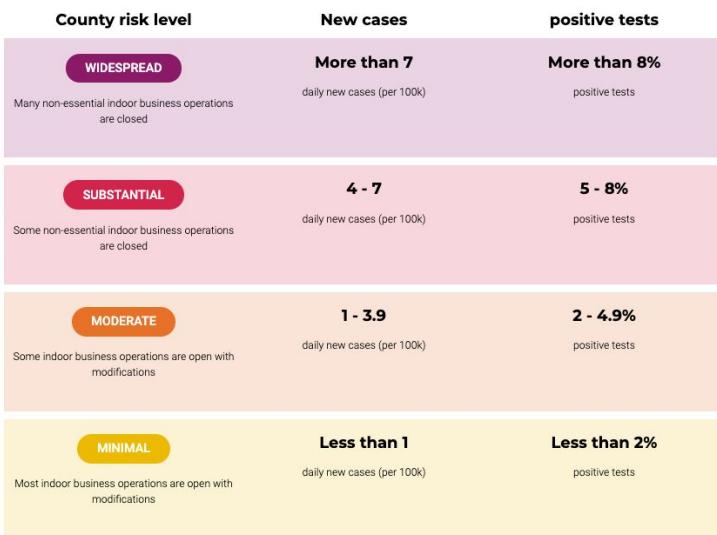 County risk level New cases positive tests
WIDESPREAD More than 7 More than 8%
Many non-essential indoor business operations daily new cases (per 100k) positive tests
are closed
SUBSTANTIAL 4 - 7 5 - 8%
Some non-essential indoor business operations daily new cases (per 100k) positive tests
are closed
MODERATE 1 - 3.9 2 - 4.9%
Some indoor business operations are open with daily new cases (per 100k) positive tests
modifications
MINIMAL Less than 1 Less than 2%
Most indoor business operations are open with daily new cases (per 100k) positive tests
modifications